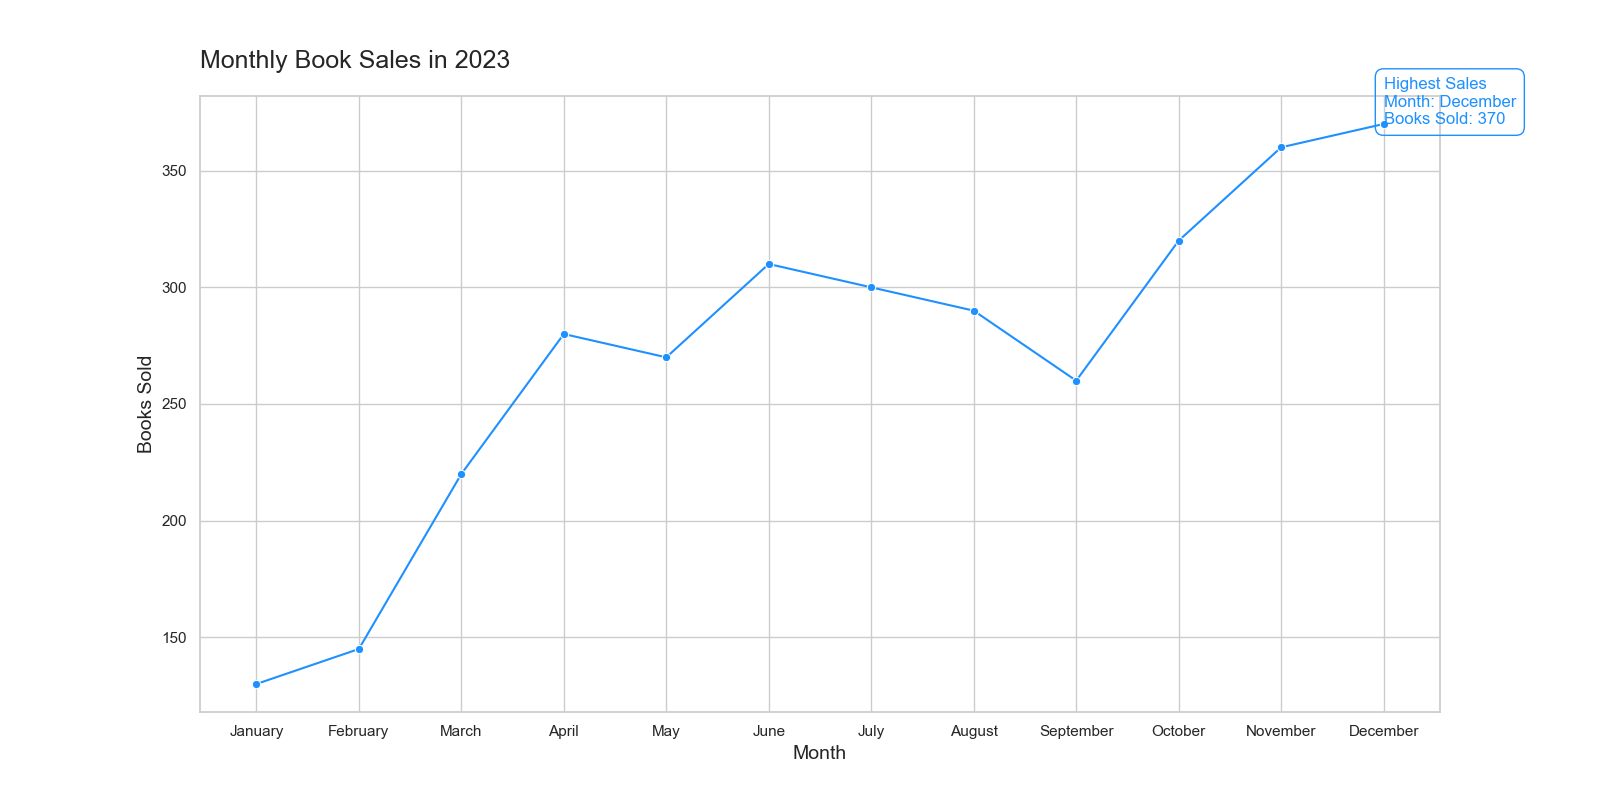 Monthly Book Sales in 2023
Highest Sales
Month: December
Books Sold: 370
350
300
250
200
150
Books Sold
January February March April May June July August September October November December
Month